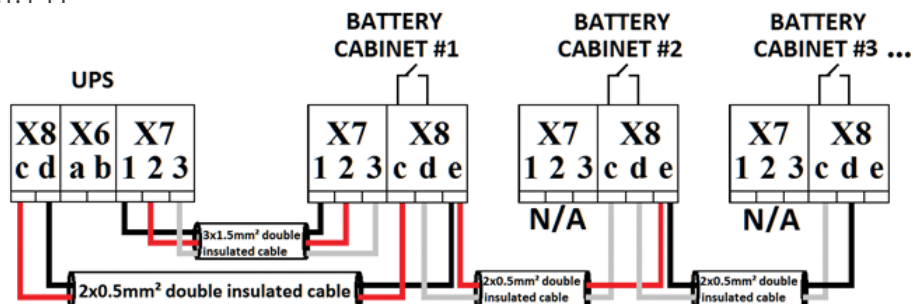 BATTERY
CABINET #1
BATTERY
CABINET #2
BATTERY
CABINET #3 ...
UPS
X8 X6 X7
c d a b 1 2 3
X7 X8
1 2 3 c d e
X7 X8
1 2 3 c d e
X7 X8
1 2 3 c d e
N/A
N/A
3x1.5mm² double
insulated cable
2x0.5mm² double insulated cable
2x0.5mm² double
insulated cable
2x0.5mm² double
insulated cable